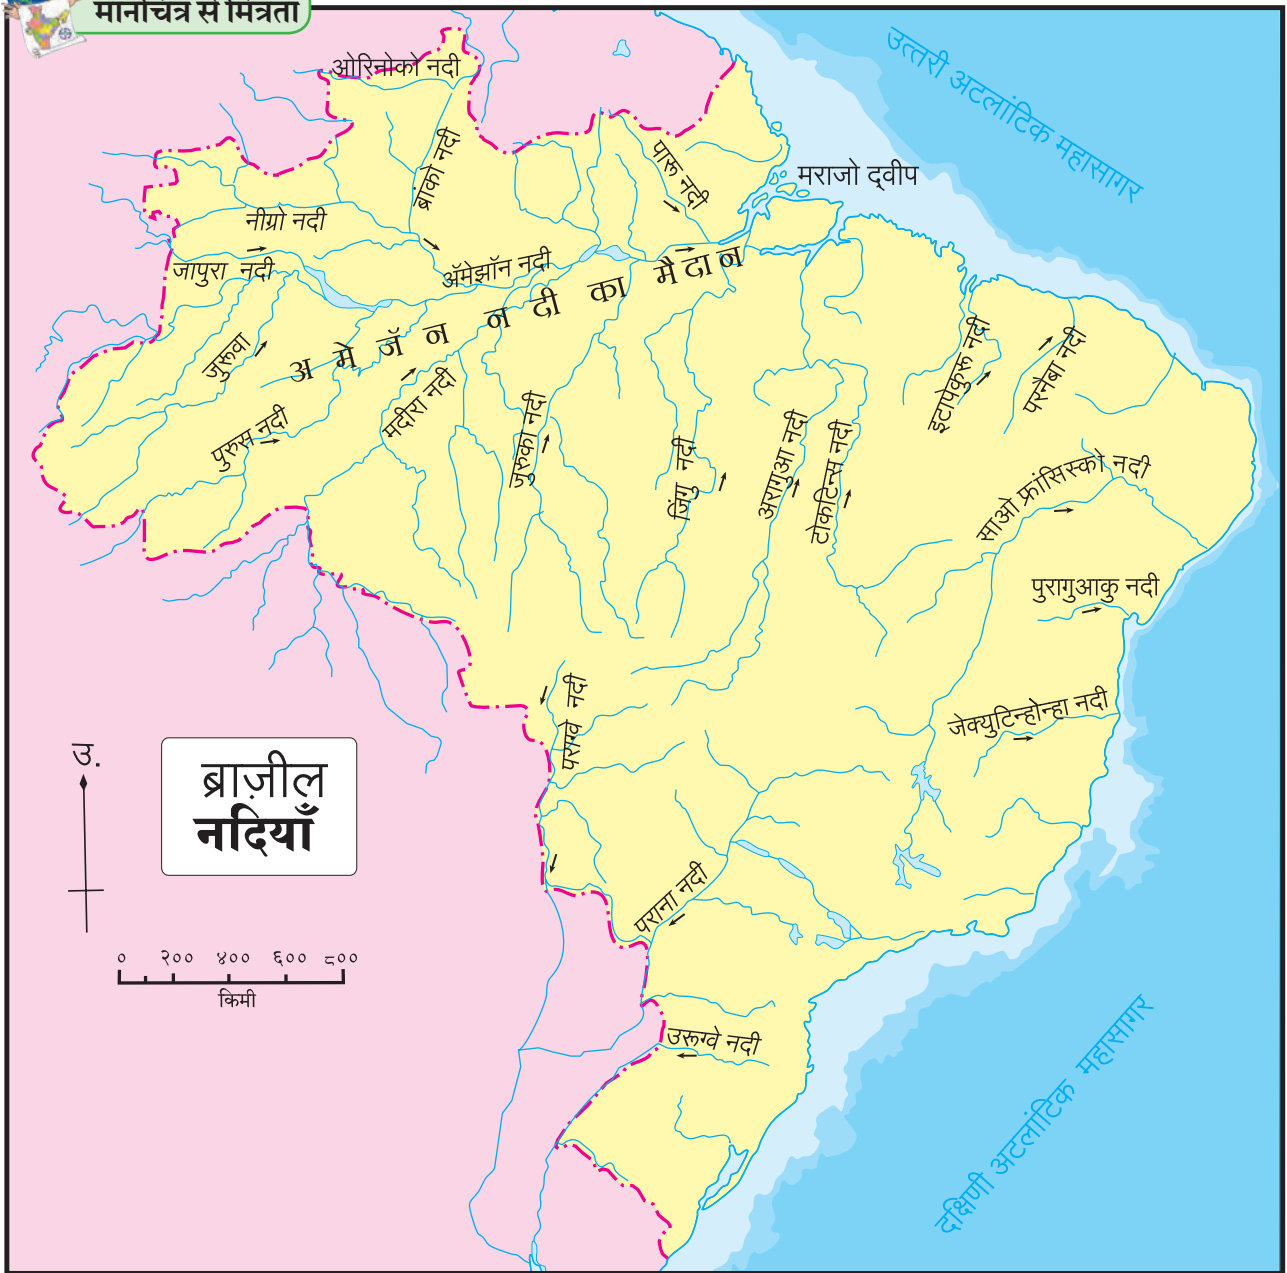 मानचित्र से मित्रता
उत्तरी अटलांटिक महासागर
ओरिनोको नदी
ब्रांको नदी
पारू नदी
मराजो द्वीप
नीग्रो नदी
जापुरा नदी
ॲमेझॉन नदी
अमेजॉन नदी का मैदान
जुरूवा
पुरुस नदी
मदीरा नदी
जुरुका नदी
जिंगु नदी
अरागुआ नदी
टोकटिन्स नदी
इटापेकुरू नदी
परनैबा नदी
साओ फ्रांसिस्को नदी
पुरागुआकु नदी
जेक्युटिन्होन्हा नदी
पराग्वे नदी
उ.
ब्राज़ील
नदियाँ
पराना नदी
० २०० ४०० ६०० ८००
किमी
उरूग्वे नदी
दक्षिणी अटलांटिक महासागर